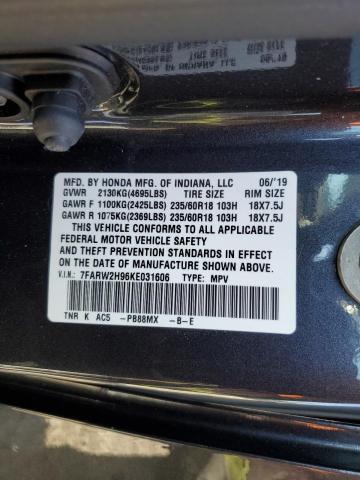 MFD. BY HONDA MFG. OF INDIANA, LLC 06/'19
GVWR 2130KG(4695LBS) TIRE SIZE RIM SIZE
GAWR F 1100KG(2425LBS) 235/60R18 103H 18X7.5J
GAWR R 1075KG(2369LBS) 235/60R18 103H 18X7.5J
THIS VEHICLE CONFORMS TO ALL APPLICABLE
FEDERAL MOTOR VEHICLE SAFETY
AND THEFT PREVENTION STANDARDS IN EFFECT
ON THE DATE OF MANUFACTURE SHOWN ABOVE.
V.I.N: 7FARW2H96KE031606 TYPE: MPV
TNR K AC5 -PB88MX -B-E